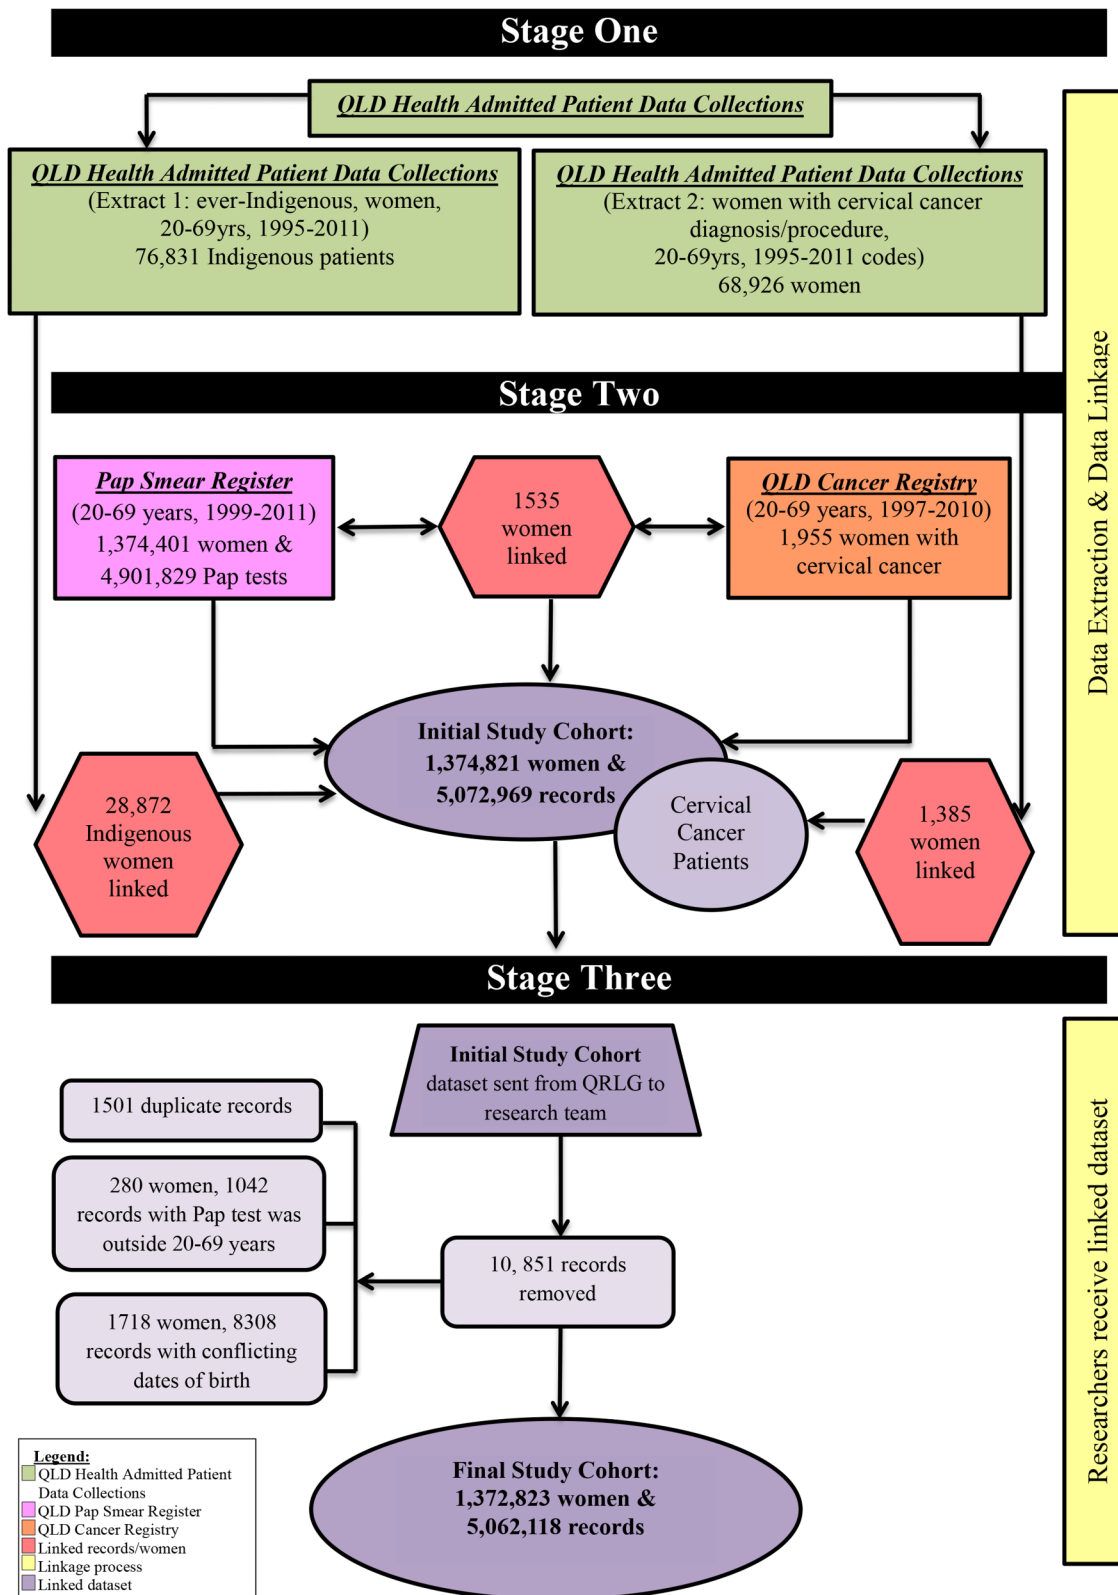 Stage One
QLD Health Admitted Patient Data Collections
QLD Health Admitted Patient Data Collections
(Extract 1: ever-Indigenous, women,
20-69yrs, 1995-2011)
76,831 Indigenous patients
QLD Health Admitted Patient Data Collections
(Extract 2: women with cervical cancer
diagnosis/procedure,
20-69yrs, 1995-2011 codes)
68,926 women
Data Extraction & Data Linkage
Stage Two
Pap Smear Register
(20-69 years, 1999-2011)
1,374,401 women &
4,901,829 Pap tests
1535
women
linked
QLD Cancer Registry
(20-69 years, 1997-2010)
1,955 women with
cervical cancer
Initial Study Cohort:
1,374,821 women &
5,072,969 records
28,872
Indigenous
women
linked
Cervical
Cancer
Patients
1,385
women
linked
Stage Three
Initial Study Cohort
dataset sent from QRLG to
research team
1501 duplicate records
280 women, 1042
records with Pap test was
outside 20-69 years
10, 851 records
removed
1718 women, 8308
records with conflicting
dates of birth
Researchers receive linked dataset
Final Study Cohort:
1,372,823 women &
5,062,118 records
Legend:
QLD Health Admitted Patient
Data Collections
QLD Pap Smear Register
QLD Cancer Registry
Linked records/women
Linkage process
Linked dataset